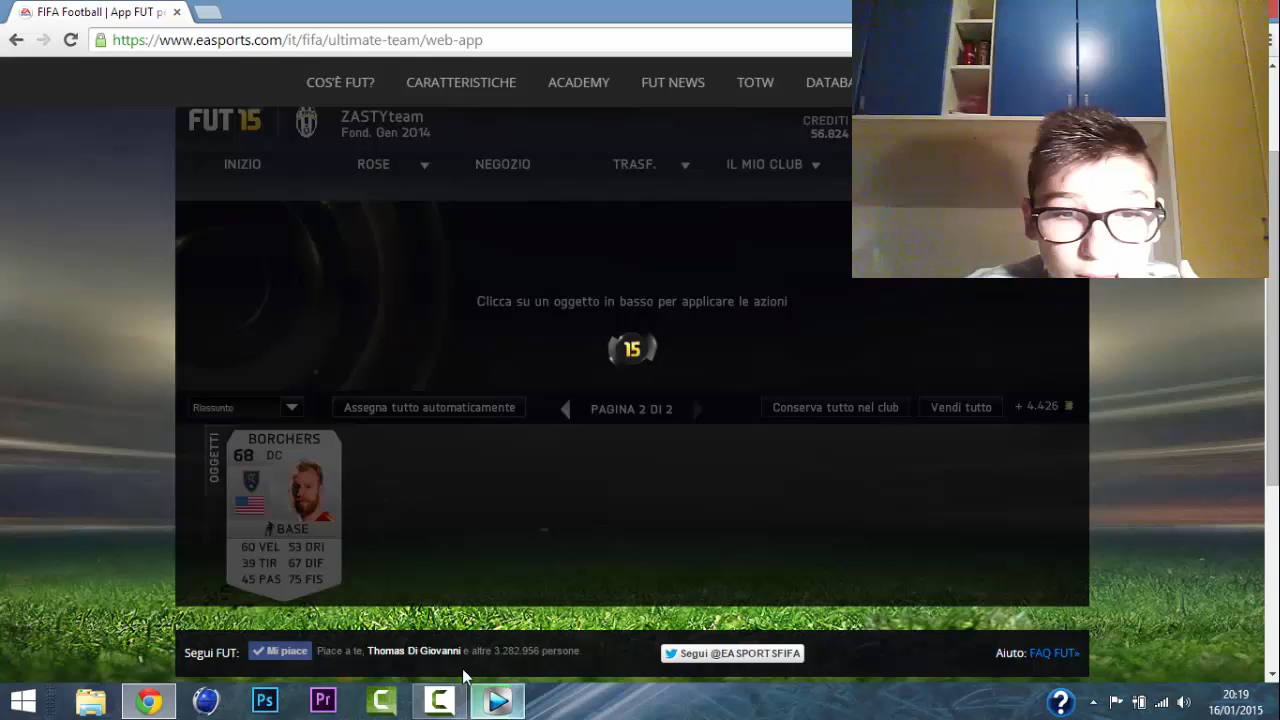 FIFA Football | App FUT pe
https://www.easports.com/it/fifa/ultimate-team/web-app
COS'È FUT? CARATTERISTICHE ACADEMY FUT NEWS TOTW DATABA
FUT 15
ZASTYteam
Fond. Gen 2014
CREDITI
56.824
INIZIO ROSE NEGOZIO TRASF. IL MIO CLUB
Clicca su un oggetto in basso per applicare le azioni
15
Riassunto Assegna tutto automaticamente PAGINA 2 DI 2 Conserva tutto nel club Vendi tutto + 4.426
OGGETTI
BORCHERS
68 DC
BASE
60 VEL 53 DRI
39 TIR 67 DIF
45 PAS 75 FIS
Segui FUT: Mi piace Piace a te, Thomas Di Giovanni e altre 3.282.956 persone. Segui @EASPORTSFIFA Aiuto: FAQ FUT»
Ps Pr C C ? 20:19
16/01/2015